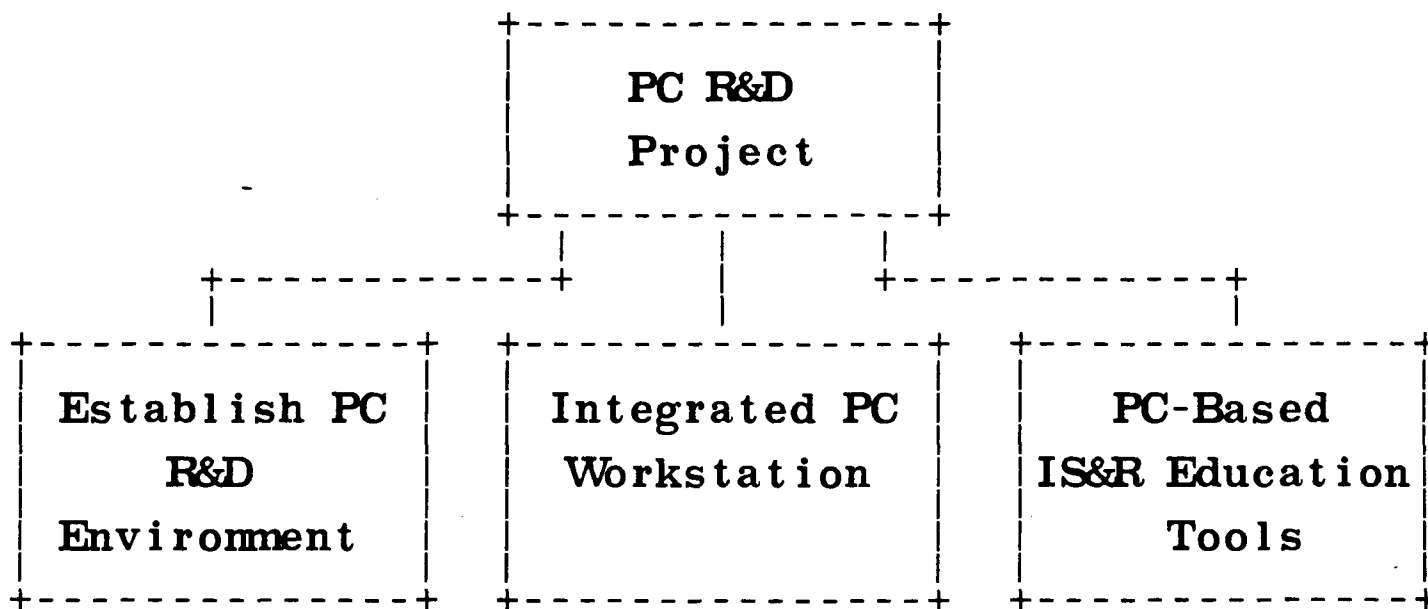 PC R&D
Project
Establish PC
R&D
Environment
Integrated PC
Workstation
PC-Based
IS&R Education
Tools